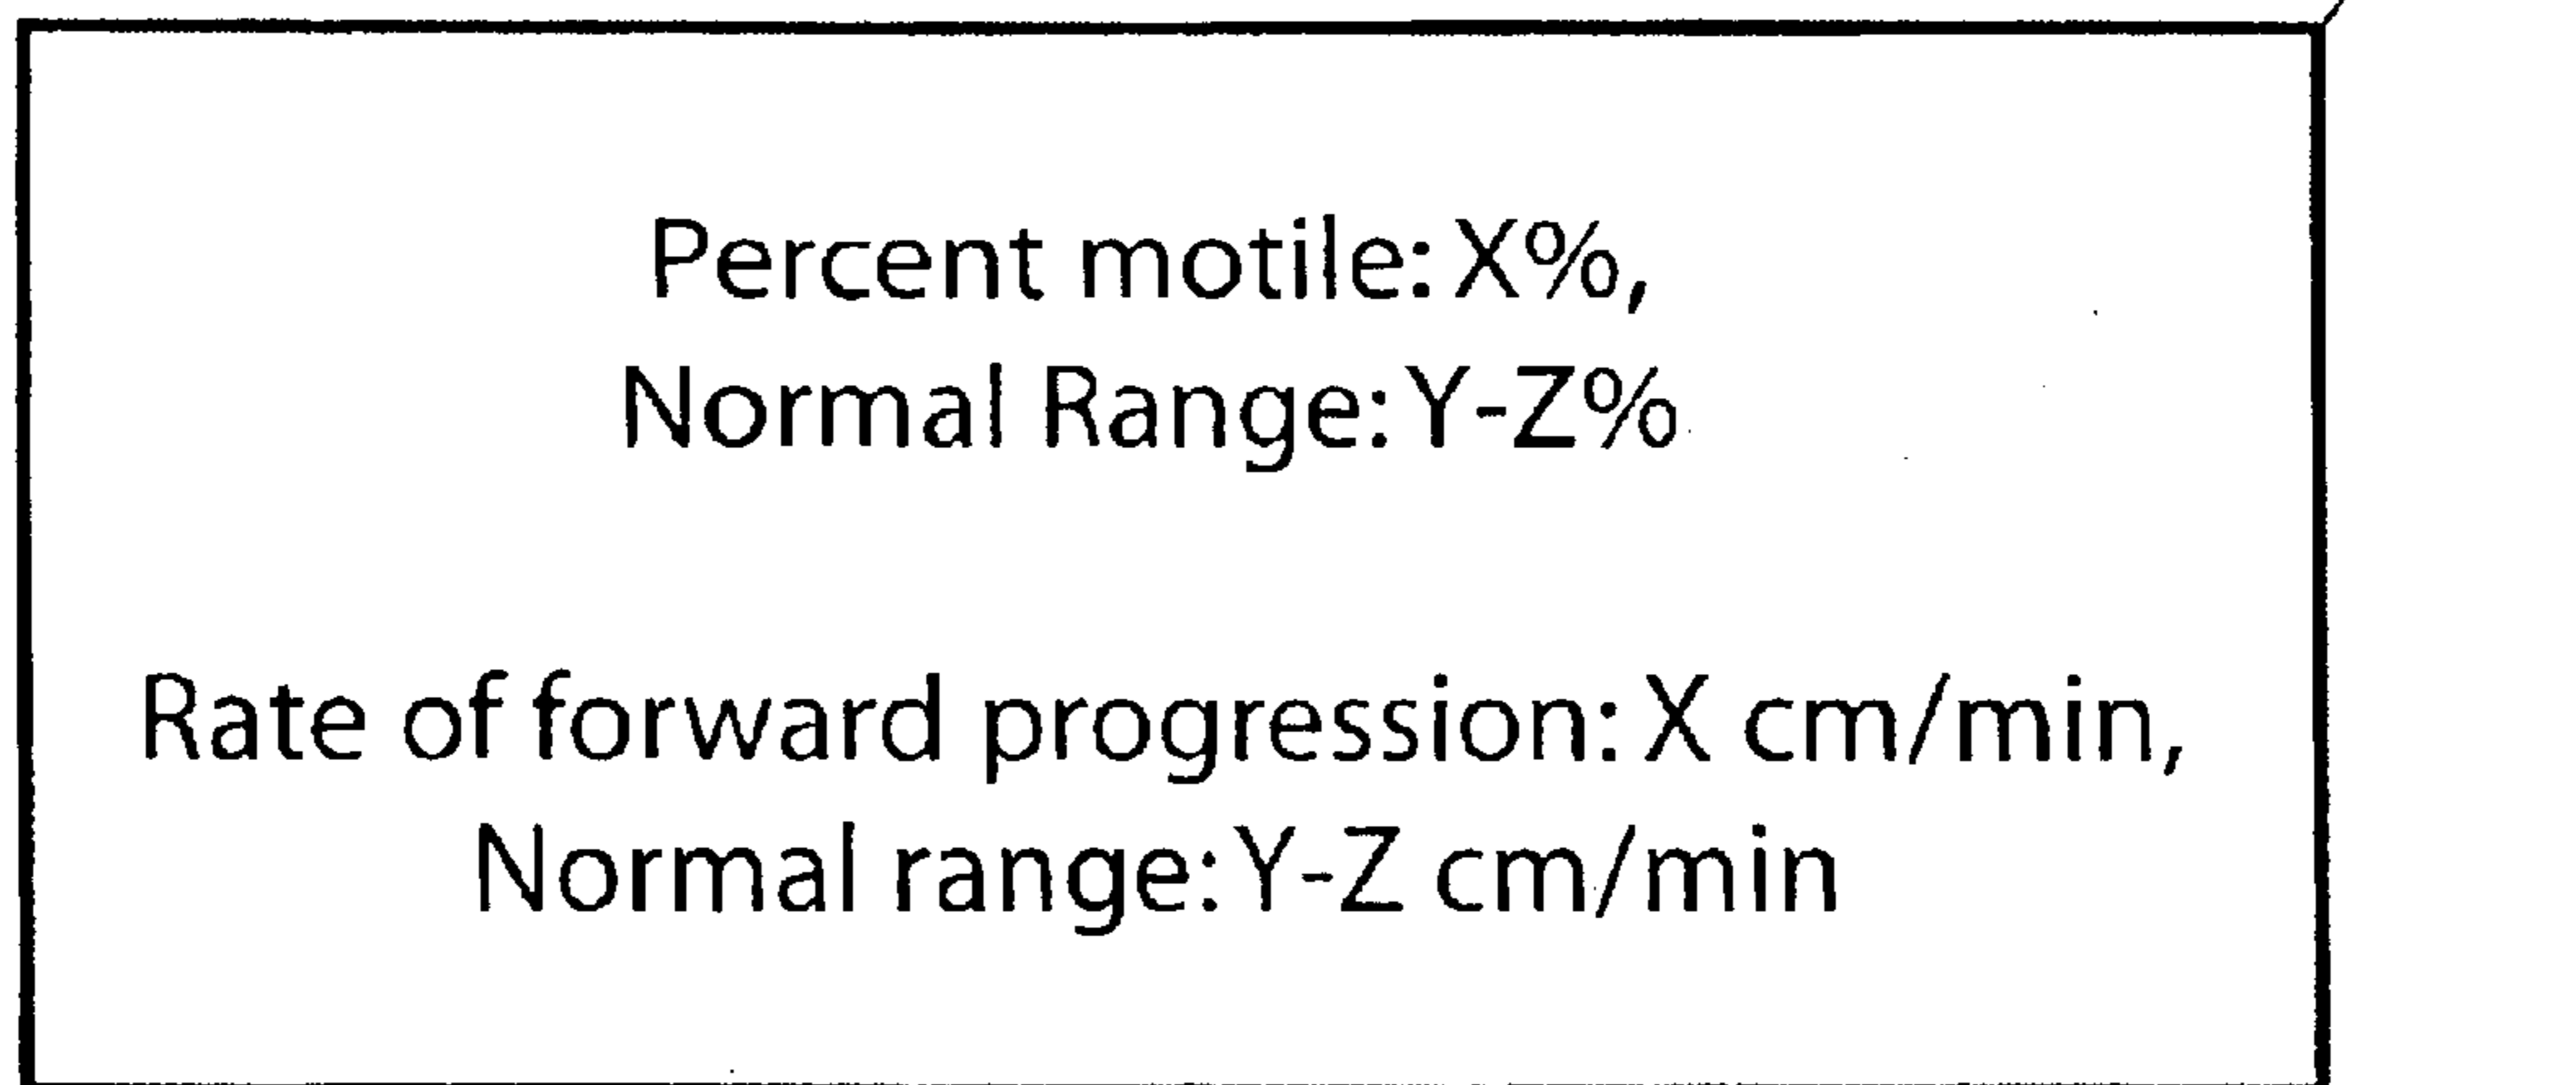 Percent motile: X%,
Normal Range: Y-Z%
Rate of forward progression: X cm/min,
Normal range: Y-Z cm/min